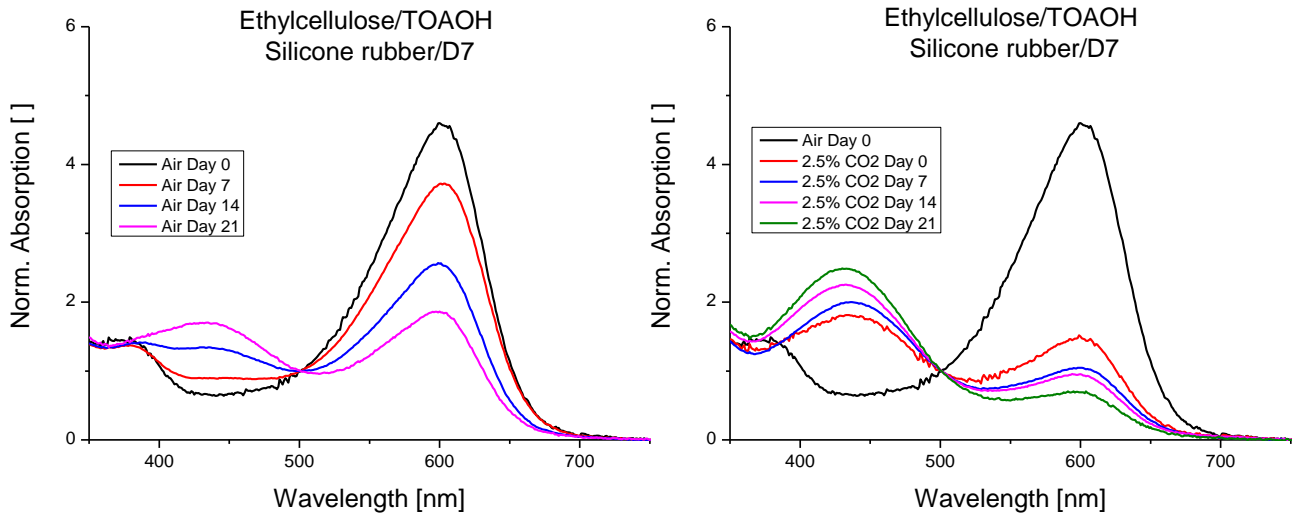 Ethylcellulose/TOAOH
Silicone rubber/D7
6
4
2
0
Norm. Absorption [ ]
Air Day 0
Air Day 7
Air Day 14
Air Day 21
400
500
600
700
Wavelength [nm]
Ethylcellulose/TOAOH
Silicone rubber/D7
6
4
2
0
Norm. Absorption [ ]
Air Day 0
2.5% CO2 Day 0
2.5% CO2 Day 7
2.5% CO2 Day 14
2.5% CO2 Day 21
400
500
600
700
Wavelength [nm]